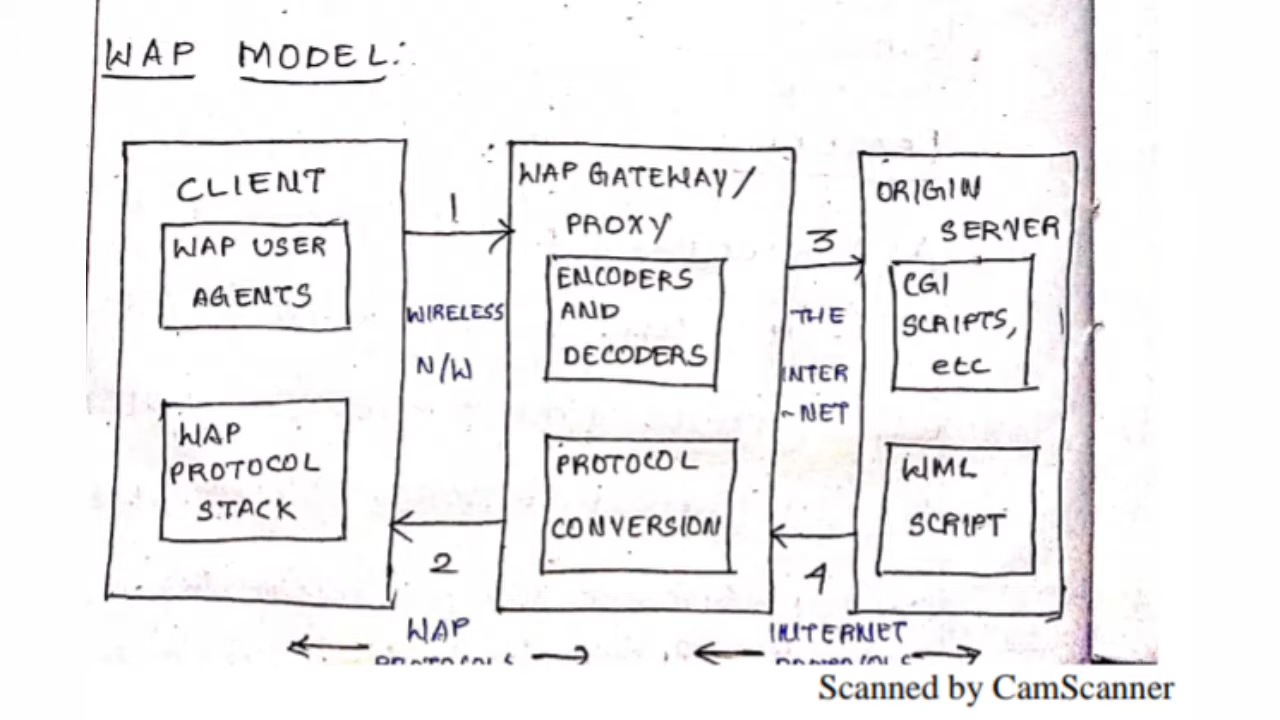 WAP MODEL:
CLIENT
WAP USER
AGENTS
WAP
PROTOCOL
STACK
1
WIRELESS
N/W
2
WAP GATEWAY/
PROXY
ENCODERS
AND
DECODERS
PROTOCOL
CONVERSION
3
THE
INTER
~NET
4
ORIGIN
SERVER
CGI
SCRIPTS,
etc
WML
SCRIPT
WAP
PROTOCOLS
INTERNET
Scanned by CamScanner